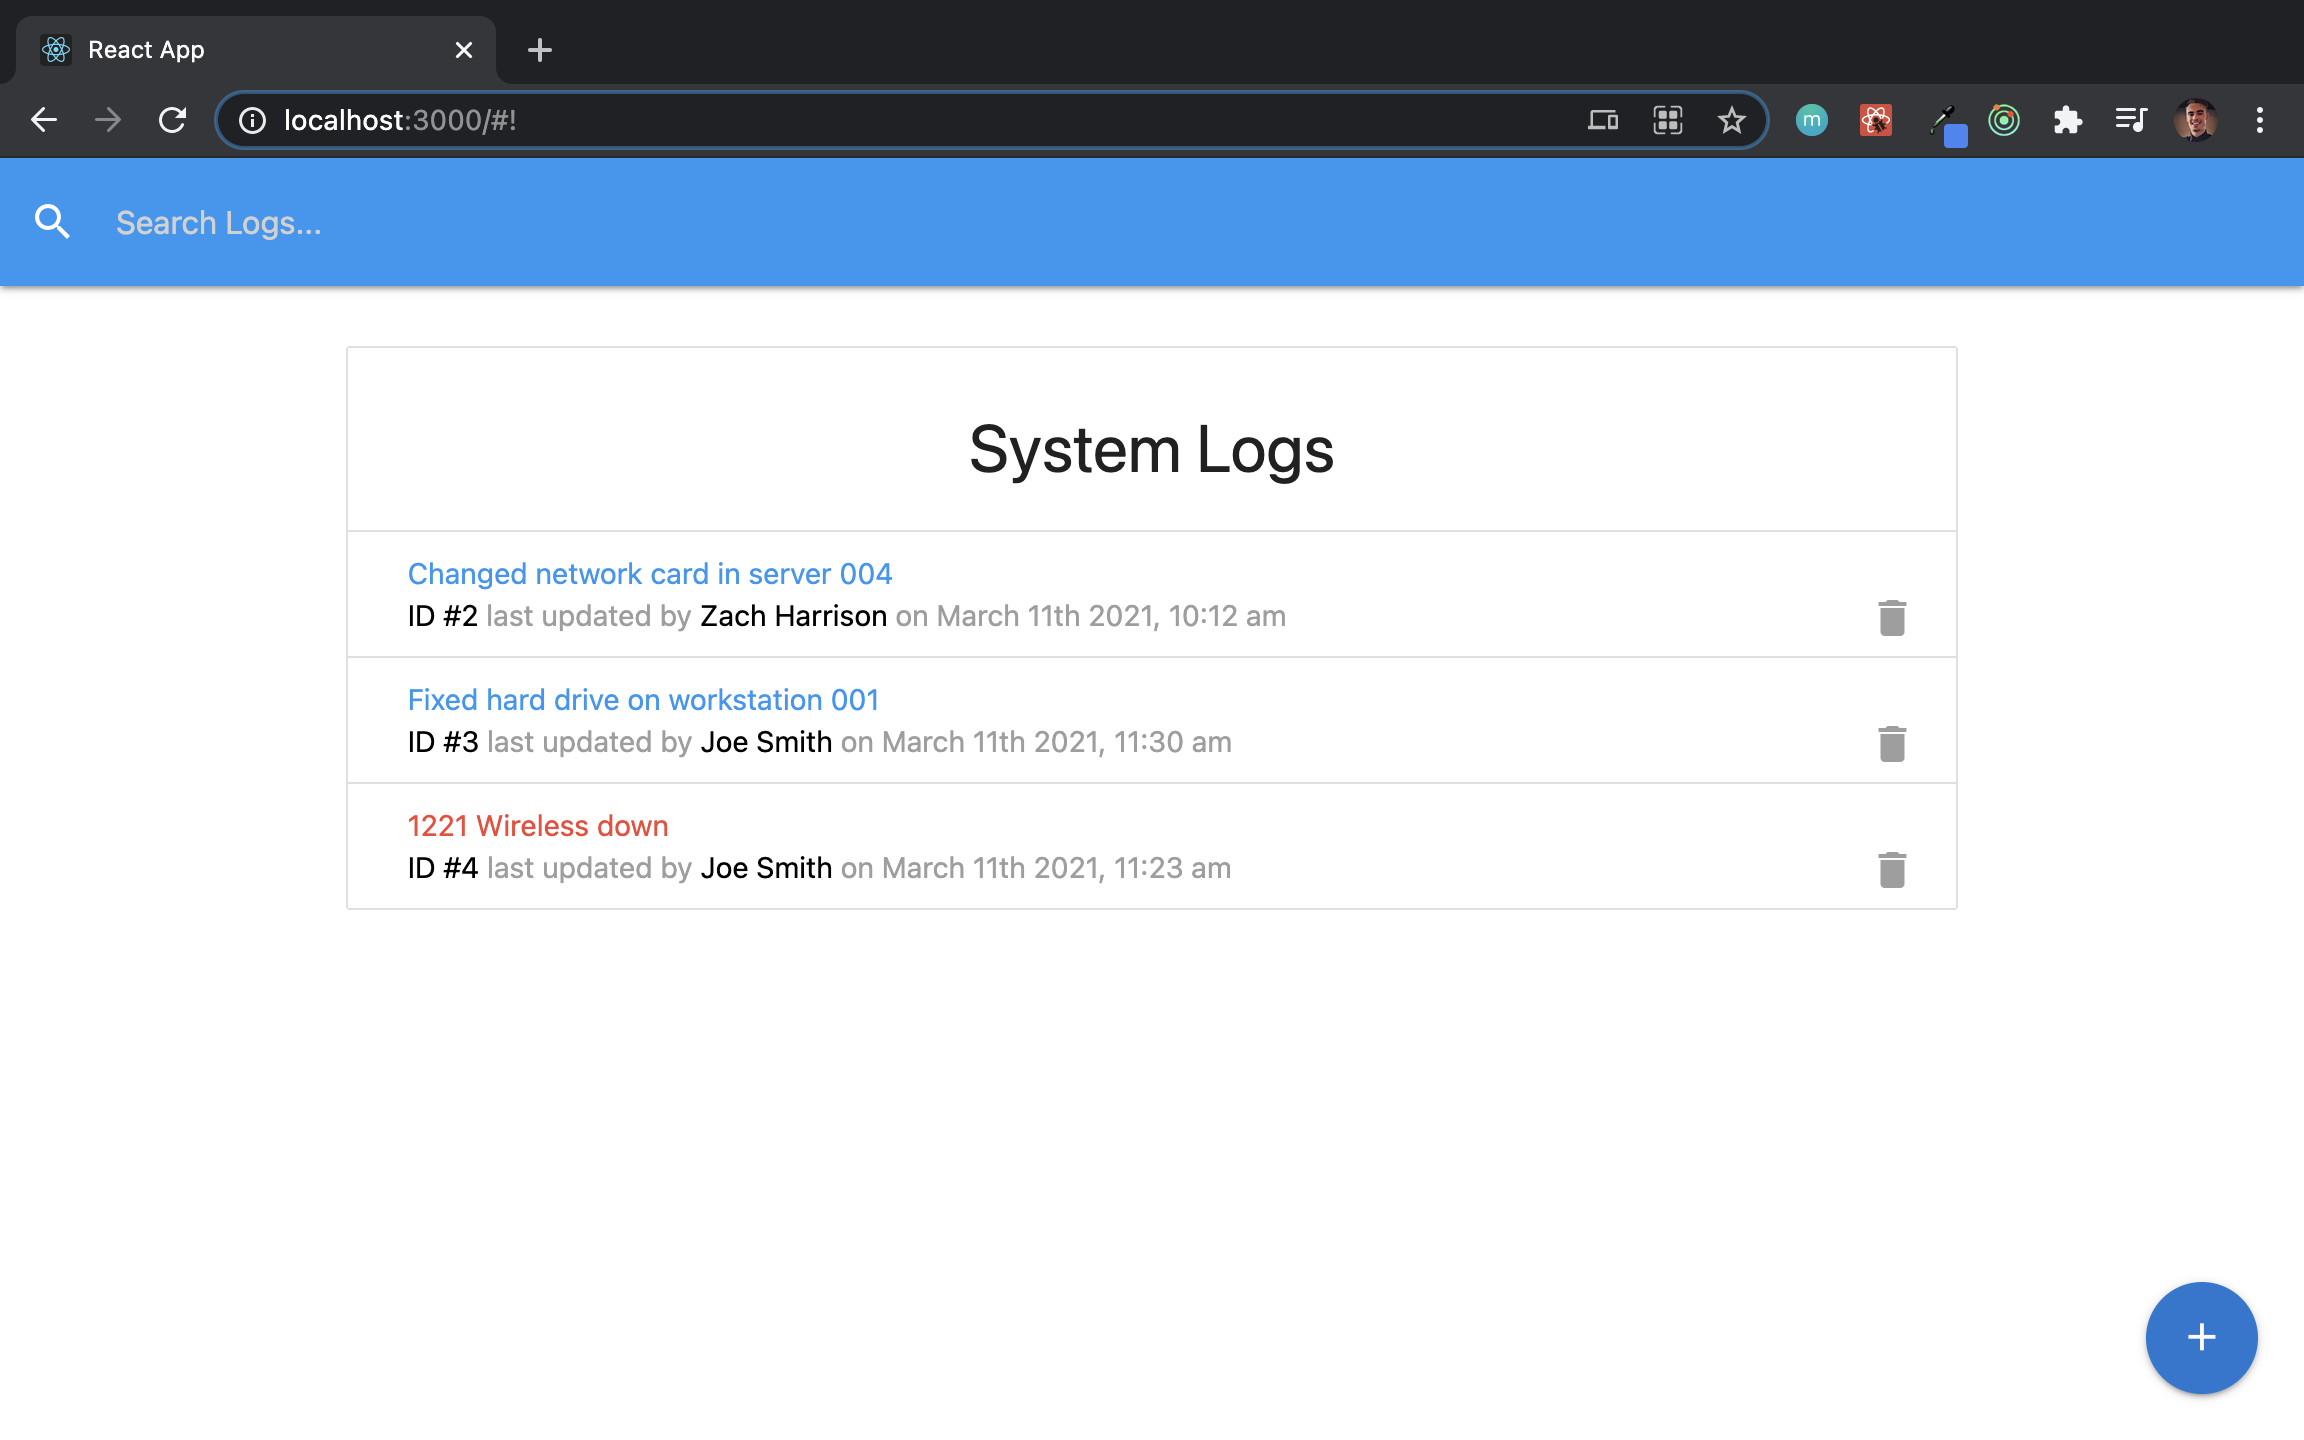 React App
localhost:3000/#!
m
Search Logs...
System Logs
Changed network card in server 004
ID #2 last updated by Zach Harrison on March 11th 2021, 10:12 am
Fixed hard drive on workstation 001
ID #3 last updated by Joe Smith on March 11th 2021, 11:30 am
1221 Wireless down
ID #4 last updated by Joe Smith on March 11th 2021, 11:23 am